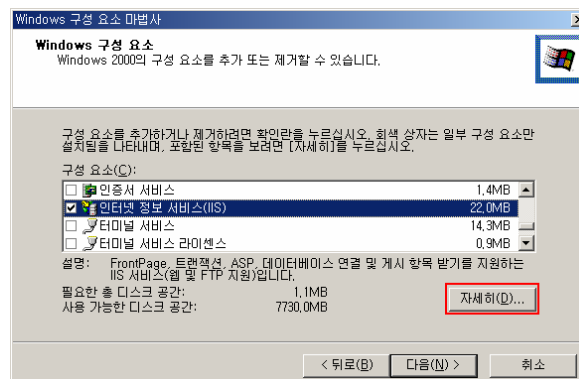 Windows 구성 요소 마법사
Windows 구성 요소
Windows 2000의 구성 요소를 추가 또는 제거할 수 있습니다.
구성 요소를 추가하거나 제거하려면 확인란을 누르십시오. 회색 상자는 일부 구성 요소만
설치됨을 나타내며, 포함된 항목을 보려면 [자세히]를 누르십시오.
구성 요소(C):
인증서 서비스 1,4MB
인터넷 정보 서비스(IIS) 22,0MB
터미널 서비스 14,3MB
터미널 서비스 라이센스 0,9MB
설명: FrontPage, 트랜잭션, ASP, 데이터베이스 연결 및 게시 항목 받기를 지원하는
IIS 서비스(웹 및 FTP 지원)입니다.
필요한 총 디스크 공간: 1,1MB
사용 가능한 디스크 공간: 7730,0MB
자세히(D)...
< 뒤로(B) 다음(N) > 취소